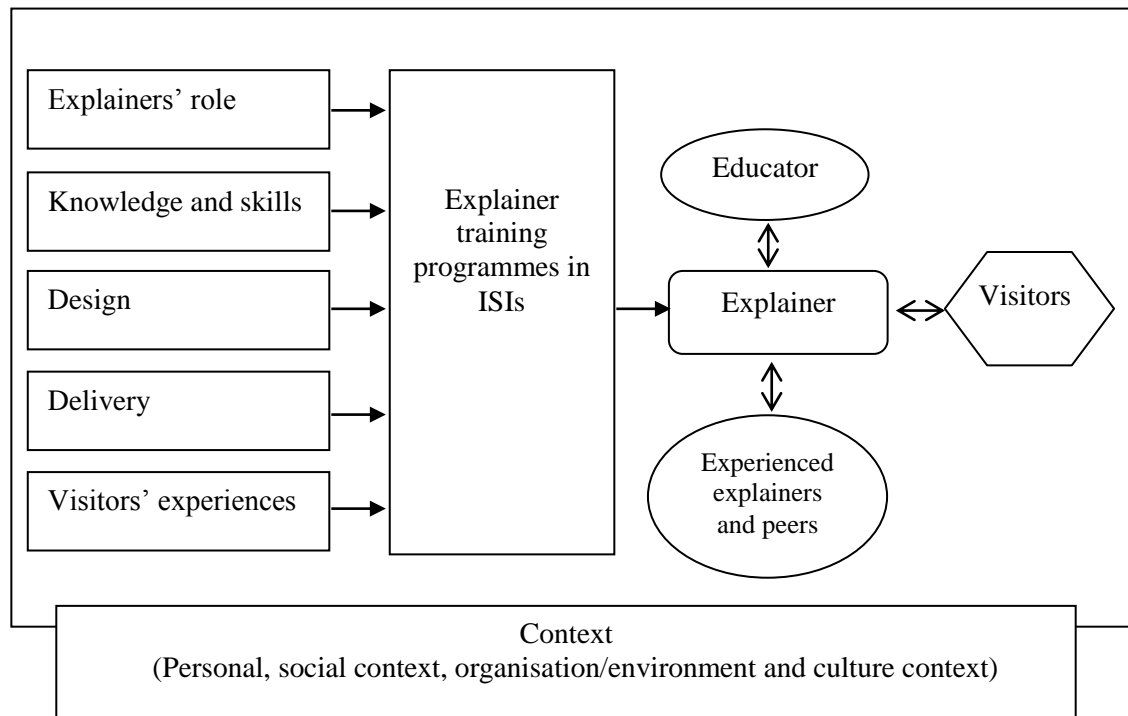 Explainers’ role
Knowledge and skills
Design
Delivery
Visitors’ experiences
Explainer
training
programmes in
ISIs
Educator
Explainer
Visitors
Experienced
explainers
and peers
Context
(Personal, social context, organisation/environment and culture context)